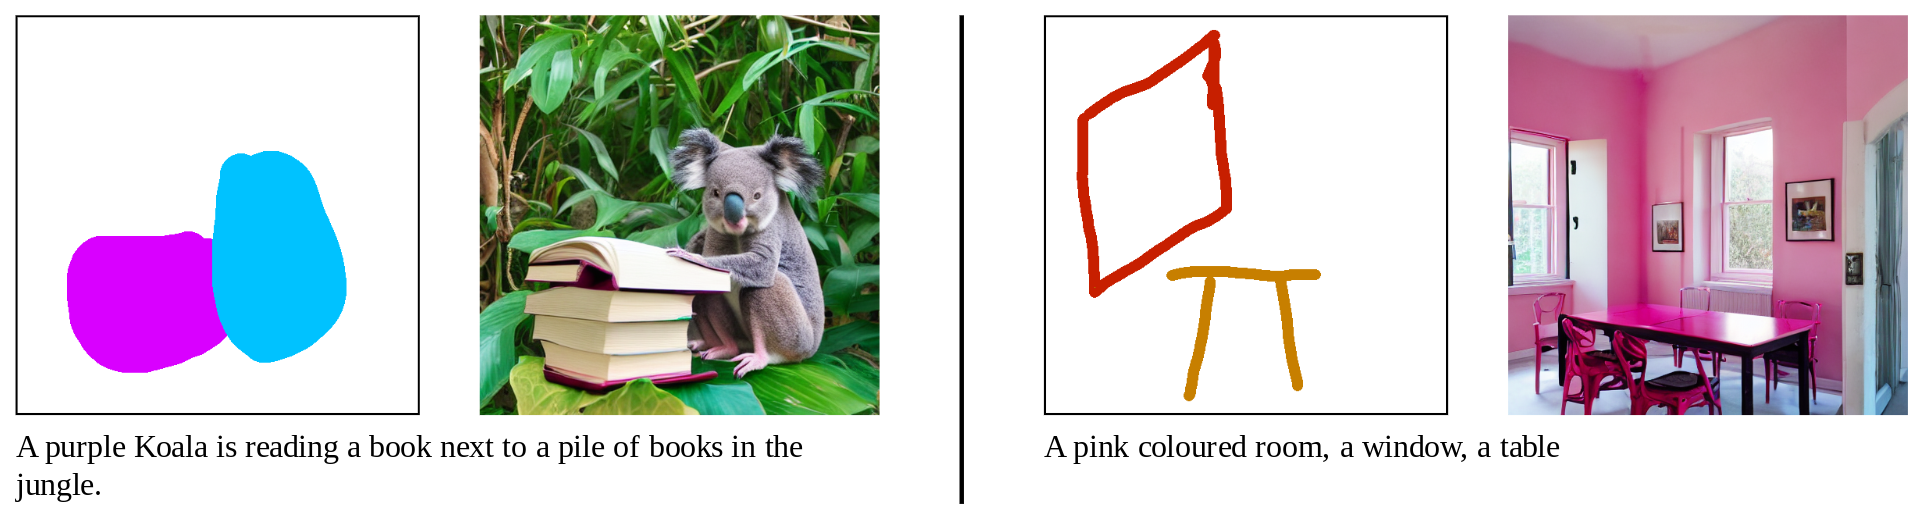 A purple Koala is reading a book next to a pile of books in the
jungle.
A pink coloured room, a window, a table